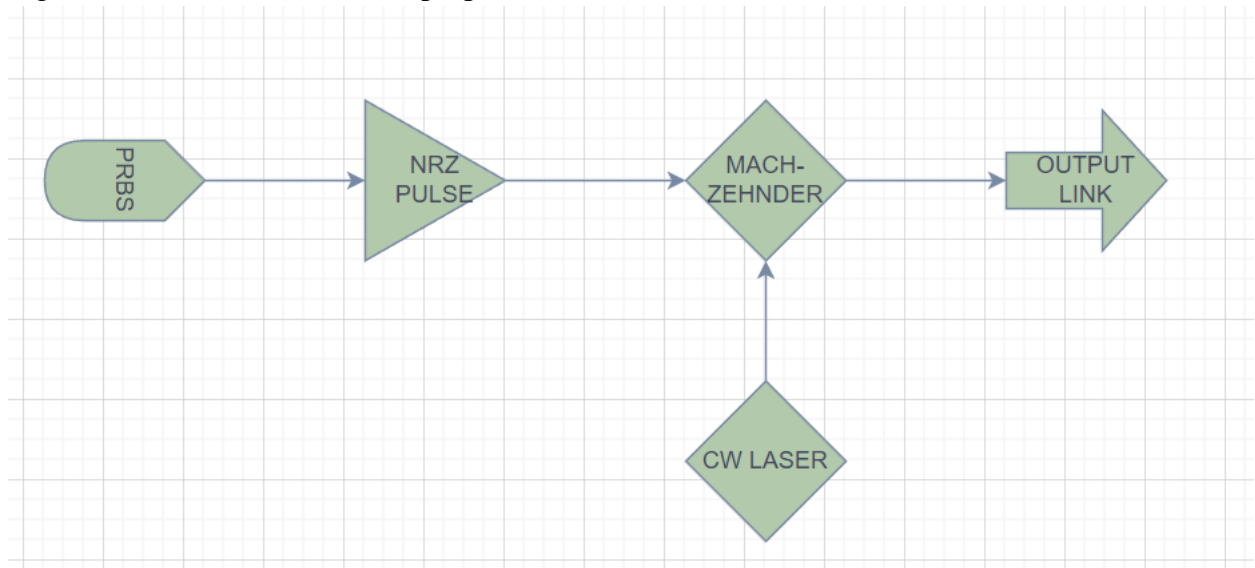 PRBS
NRZ
PULSE
MACH-
ZEHNDER
OUTPUT
LINK
CW LASER